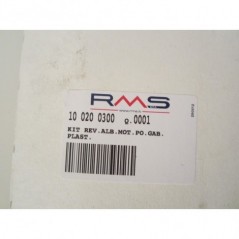 RMS
10 020 0300 Q.0001
KIT REV.ALB.MOT.PO.GAB.
PLAST.